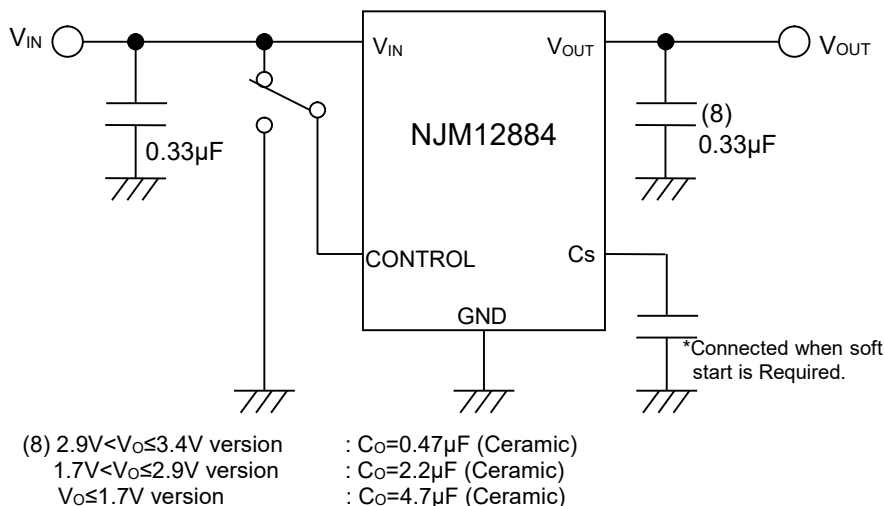 VIN
VIN
VOUT
VOUT
NJM12884
(8)
0.33µF
0.33µF
CONTROL
Cs
GND
*Connected when soft
start is Required.
(8) 2.9V<VO≤3.4V version : CO=0.47µF (Ceramic)
1.7V<VO≤2.9V version : CO=2.2µF (Ceramic)
VO≤1.7V version : CO=4.7µF (Ceramic)